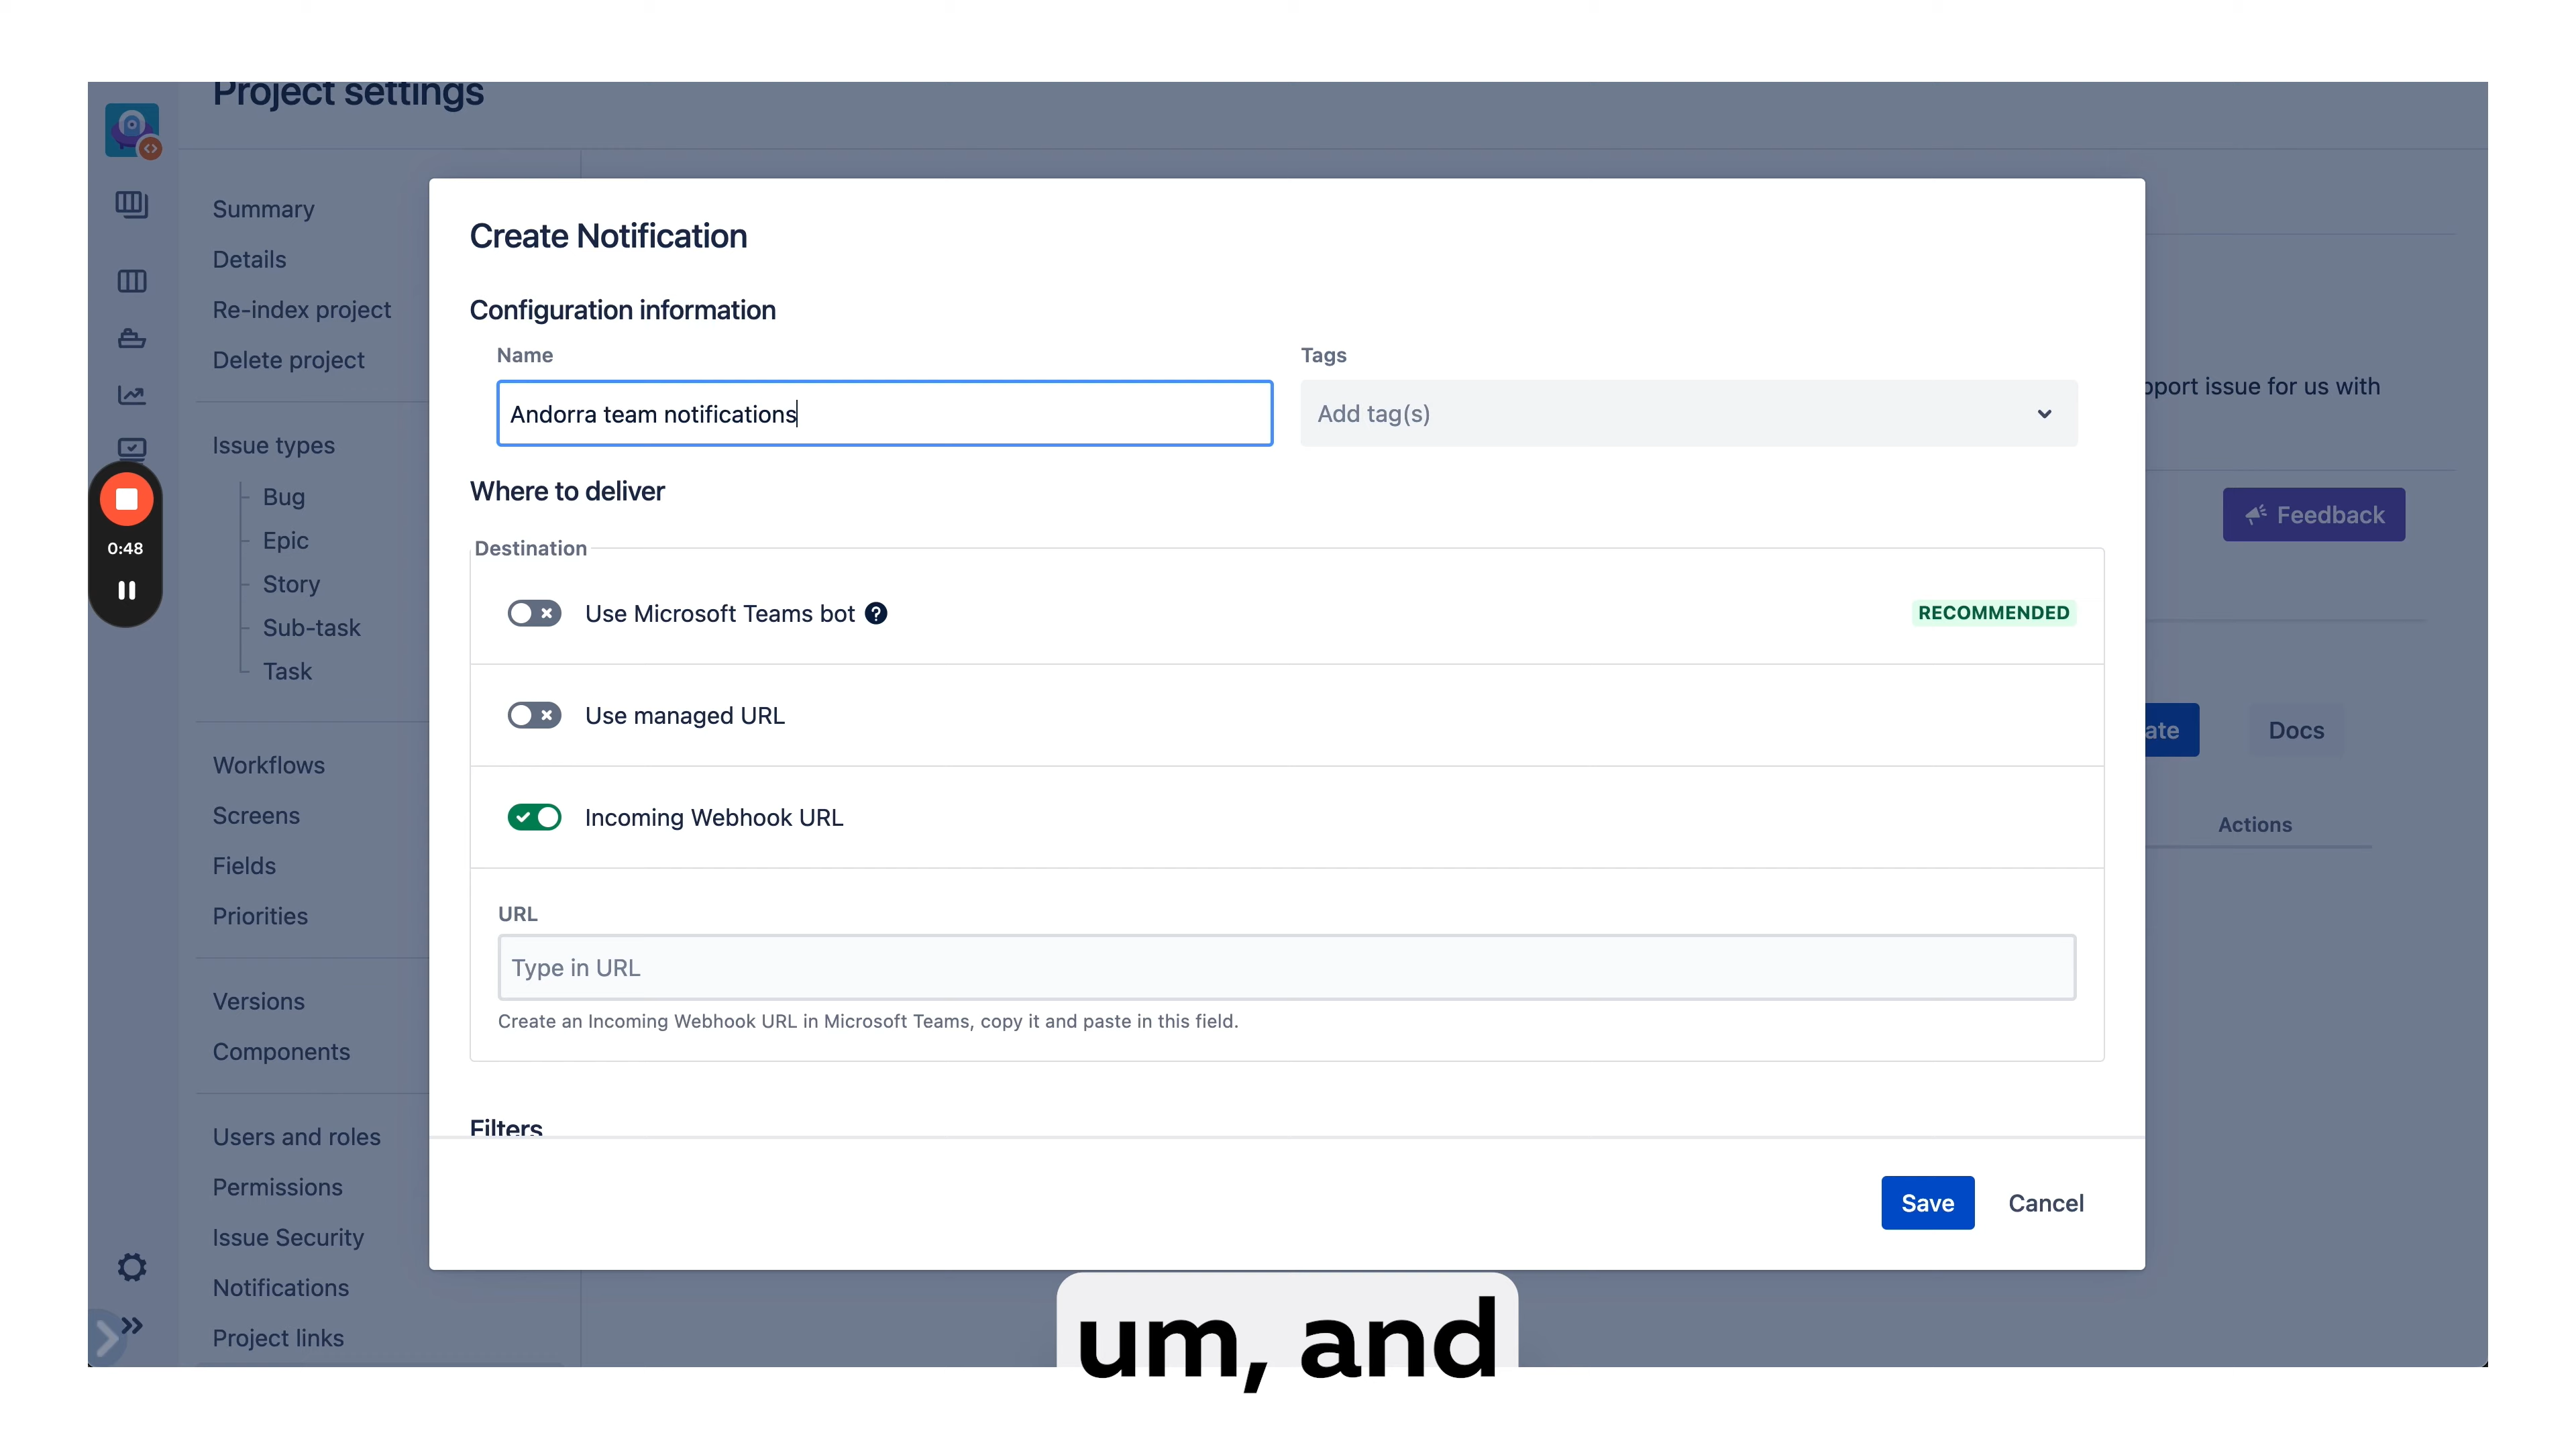 Project settings
Summary
Details
Re-index project
Delete project
Issue types
Bug
Epic
Story
Sub-task
Task
Workflows
Screens
Fields
Priorities
Versions
Components
Users and roles
Permissions
Issue Security
Notifications
Project links
0:48
Create Notification
Configuration information
Name
Tags
Andorra team notifications
Add tag(s)
Where to deliver
Destination
Use Microsoft Teams bot ?
RECOMMENDED
Use managed URL
Incoming Webhook URL
URL
Type in URL
Create an Incoming Webhook URL in Microsoft Teams, copy it and paste in this field.
Filters
Save
Cancel
issue for us with
Feedback
Docs
Actions
um, and